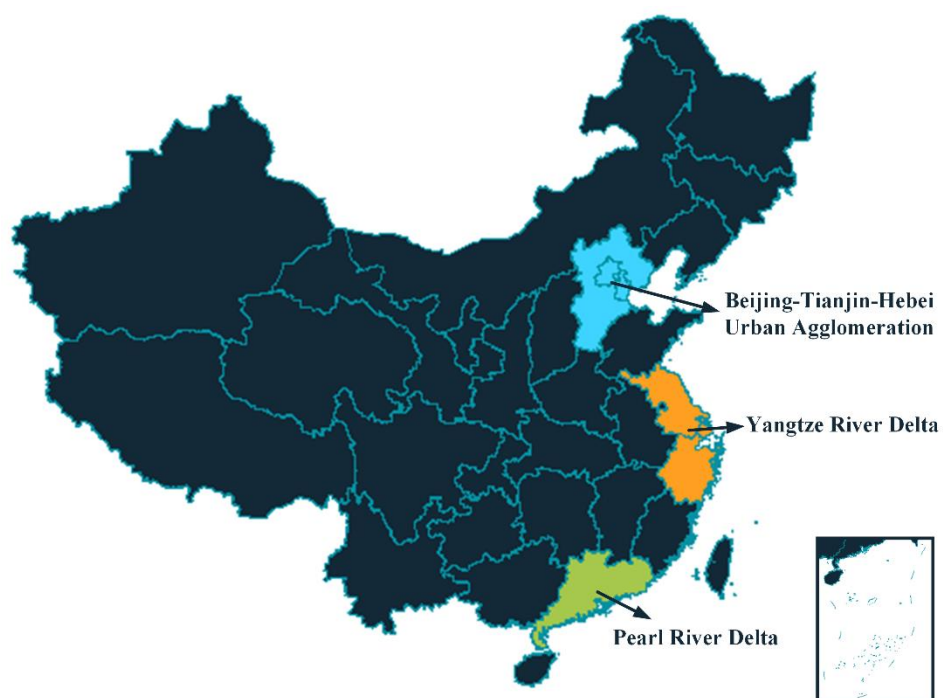 Beijing-Tianjin-Hebei
Urban Agglomeration
Yangtze River Delta
Pearl River Delta